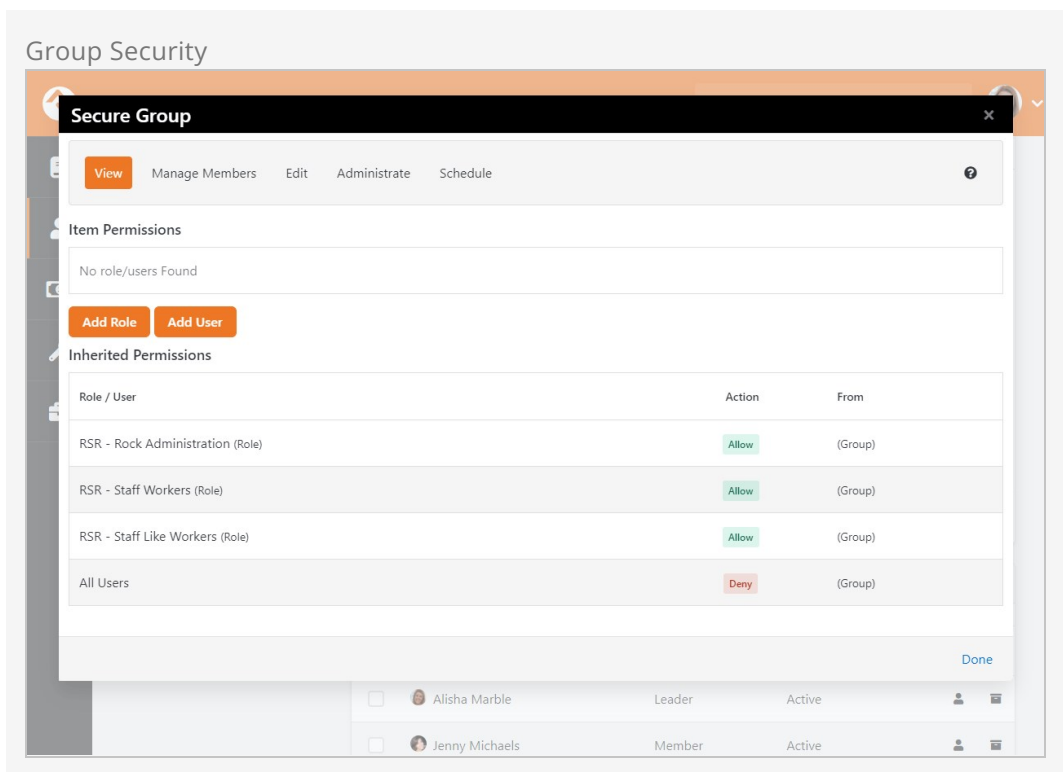 Group Security
Secure Group ×
View Manage Members Edit Administrate Schedule
Item Permissions
No role/users Found
Add Role Add User
Inherited Permissions
Role / User Action From
RSR - Rock Administration (Role) Allow (Group)
RSR - Staff Workers (Role) Allow (Group)
RSR - Staff Like Workers (Role) Allow (Group)
All Users Deny (Group)
Done
Alisha Marble Leader Active
Jenny Michaels Member Active